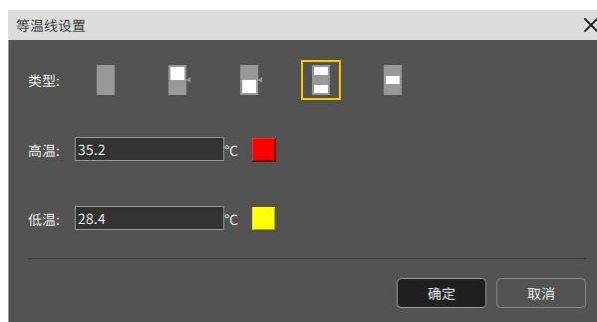 等温线设置
类型:
高温: 35.2 ℃
低温: 28.4 ℃
确定 取消